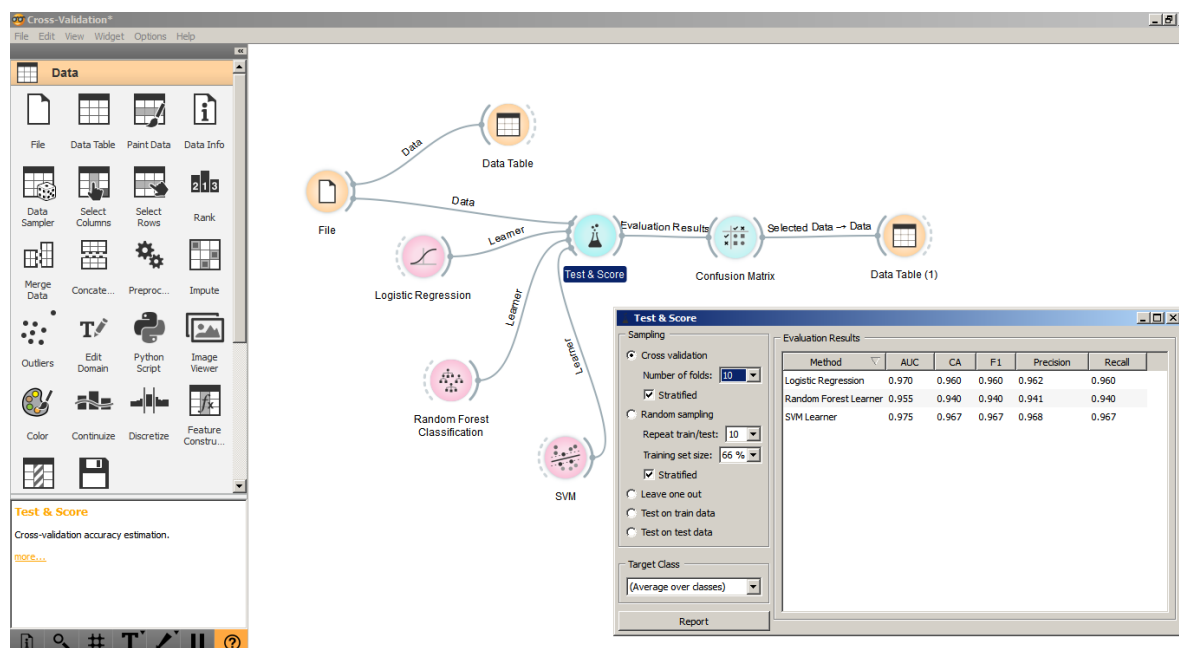 Cross-Validation*
File Edit View Widget Options Help
Data
File Data Table Paint Data Data Info
Data Sampler
Select Columns
Select Rows
Rank
Merge Data
Concate...
Preproc...
Impute
Outliers
Edit Domain
Python Script
Image Viewer
Color
Continuize
Discretize
Feature Constru...
Test & Score
Cross-validation accuracy estimation.
more...
Data
Data Table
Data
File
Learner
Logistic Regression
Learner
Random Forest
Classification
Learner
SVM
Test & Score
Evaluation Results
Confusion Matrix
Selected Data → Data
Data Table (1)
Test & Score
Sampling
Cross validation
Number of folds: 10
Stratified
Random sampling
Repeat train/test: 10
Training set size: 66 %
Stratified
Leave one out
Test on train data
Test on test data
Target Class
(Average over classes)
Report
Evaluation Results
Method AUC CA F1 Precision Recall
Logistic Regression 0.970 0.960 0.960 0.962 0.960
Random Forest Learner 0.955 0.940 0.940 0.941 0.940
SVM Learner 0.975 0.967 0.967 0.968 0.967